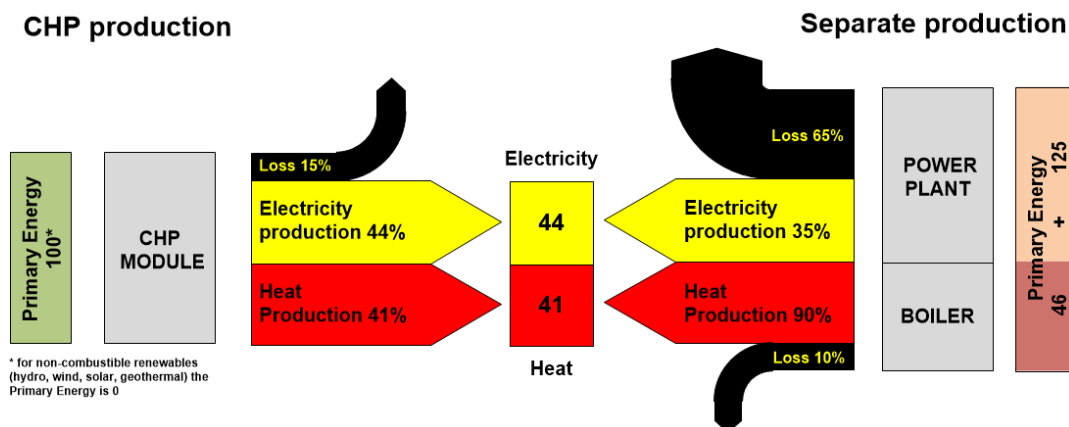 CHP production
Separate production
Primary Energy
100*
CHP
MODULE
Loss 15%
Electricity
production 44%
Heat
Production 41%
Electricity
44
41
Heat
Loss 65%
Electricity
production 35%
Heat
Production 90%
Loss 10%
POWER
PLANT
BOILER
Primary Energy
46 + 125
* for non-combustible renewables
(hydro, wind, solar, geothermal) the
Primary Energy is 0